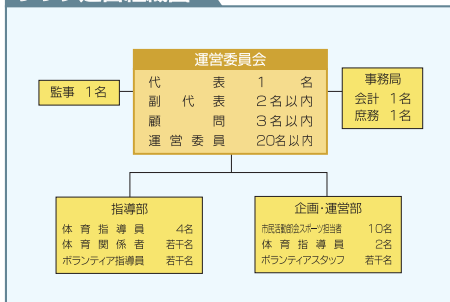 運営委員会
代表 1名
副代表 2名以内
顧問 3名以内
運営委員 20名以内
監事 1名
事務局
会計 1名
庶務 1名
指導部
体育指導員 4名
体育関係者 若干名
ボランティア指導員 若干名
企画・運営部
市民活動部会スポーツ担当者 10名
体育指導員 2名
ボランティアスタッフ 若干名